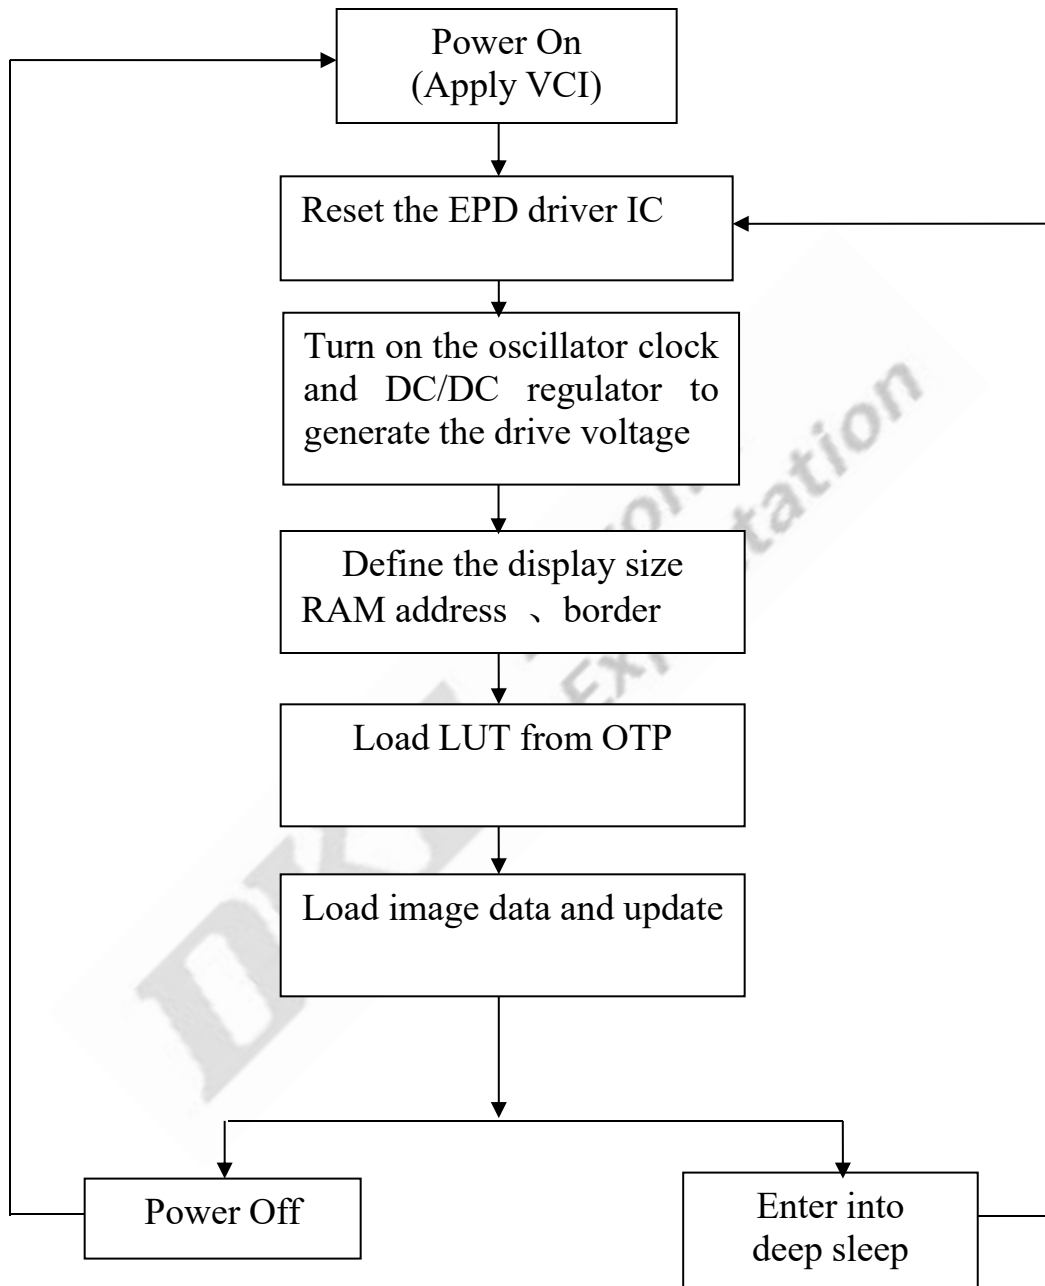 Power On
(Apply VCI)
Reset the EPD driver IC
Turn on the oscillator clock
and DC/DC regulator to
generate the drive voltage
Define the display size
RAM address 、border
Load LUT from OTP
Load image data and update
Power Off
Enter into
deep sleep